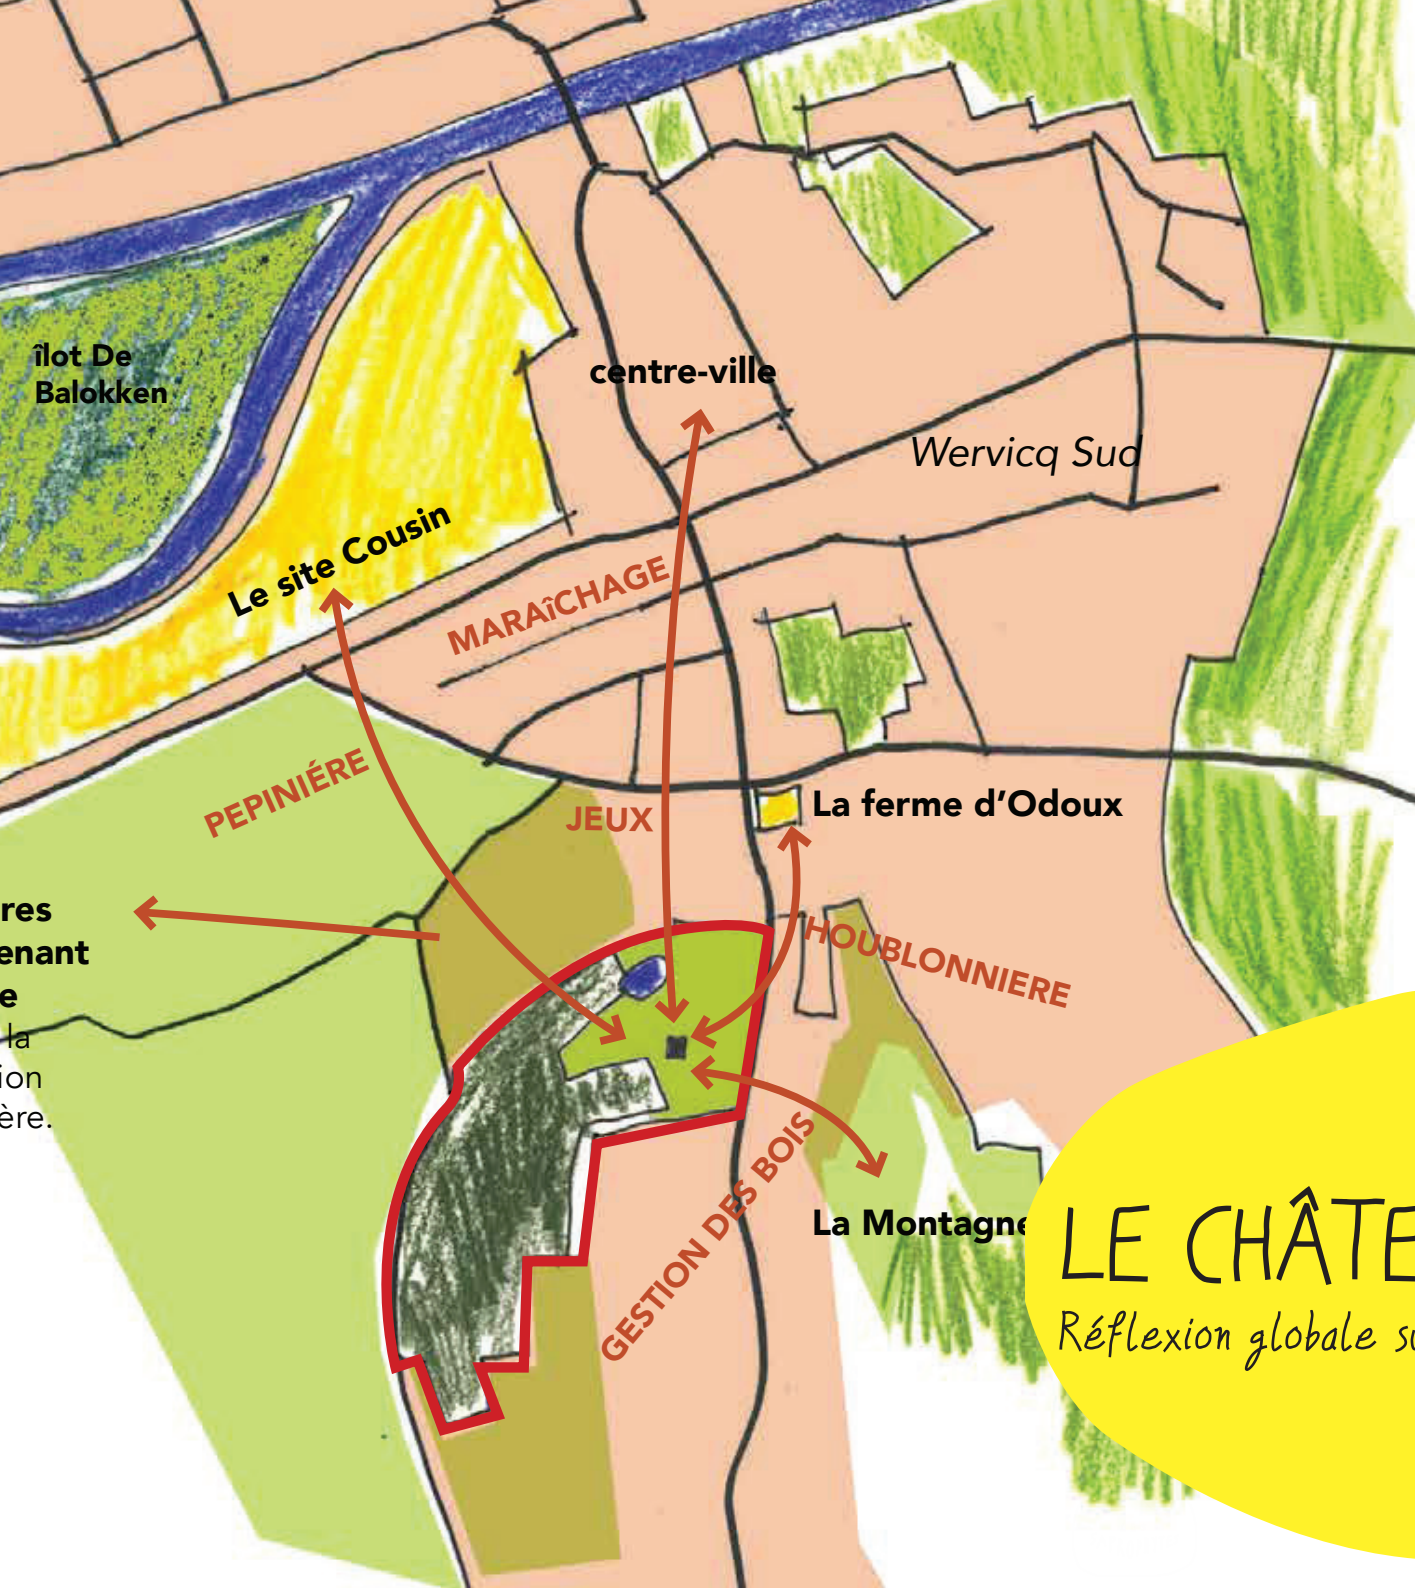 îlot De
Balokken
centre-ville
Wervicq Sud
Le site Cousin
MARAîCHAGE
PEPINIÉRE
JEUX
La ferme d’Odoux
res
enant
e
la
ion
ère.
HOUBLONNIERE
GESTION DES BOIS
La Montagne
LE CHÂTE
Réflexion globale su